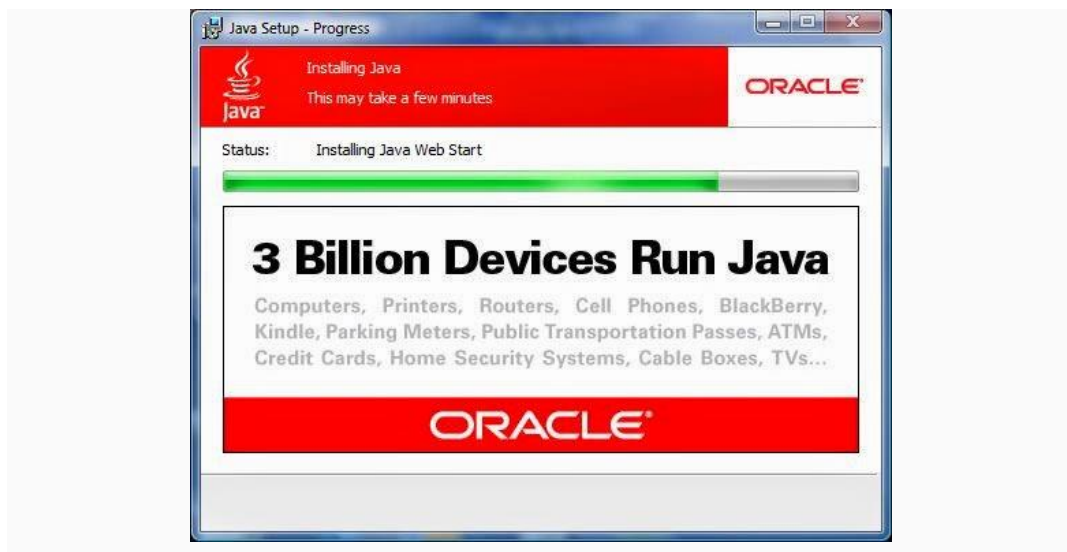 Java Setup - Progress
Installing Java
This may take a few minutes
Java
ORACLE
Status: Installing Java Web Start
3 Billion Devices Run Java
Computers, Printers, Routers, Cell Phones, BlackBerry,
Kindle, Parking Meters, Public Transportation Passes, ATMs,
Credit Cards, Home Security Systems, Cable Boxes, TVs...
ORACLE